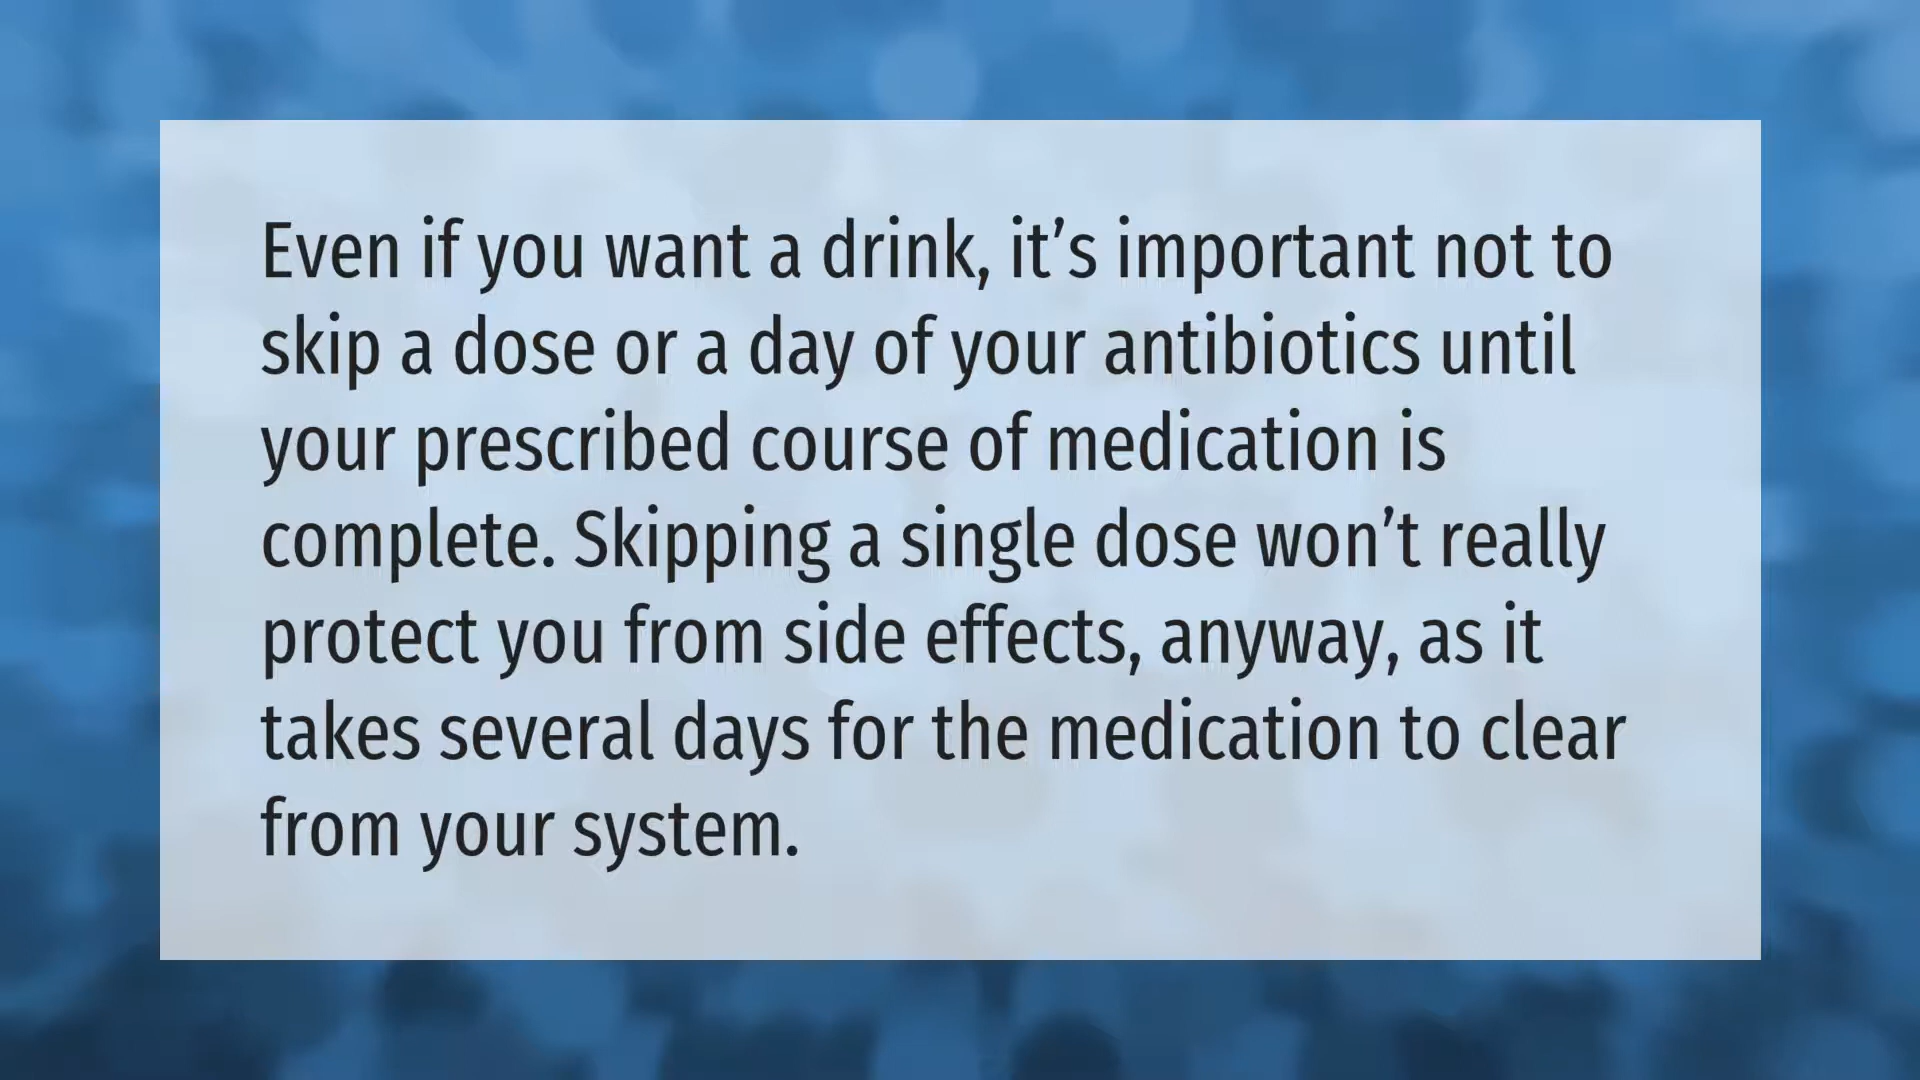 Even if you want a drink, it’s important not to
skip a dose or a day of your antibiotics until
your prescribed course of medication is
complete. Skipping a single dose won’t really
protect you from side effects, anyway, as it
takes several days for the medication to clear
from your system.